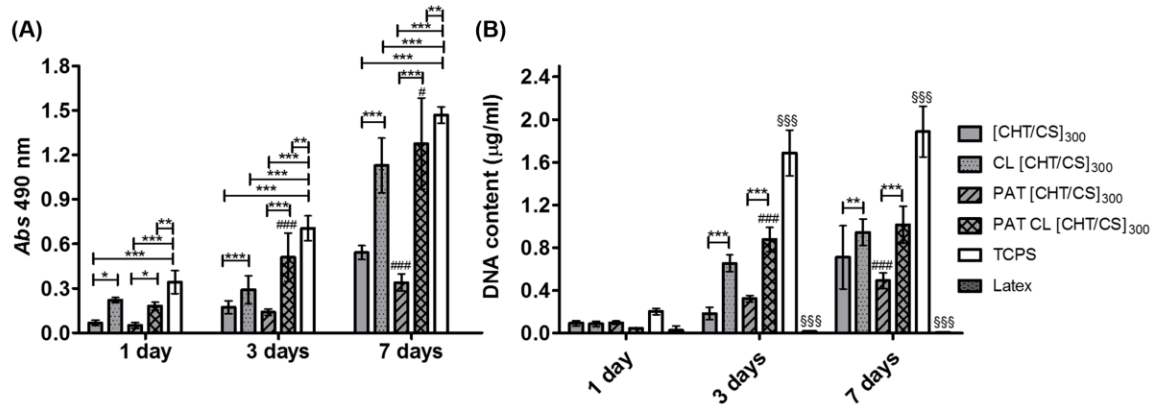 (A)
Abs 490 nm
1.8
1.5
1.2
0.9
0.6
0.3
0.0
***
***
*
*
**
1 day
***
***
***
**
***
***
###
3 days
***
***
***
**
***
***
#
###
7 days
(B)
DNA content (µg/ml)
2.4
2.0
1.6
1.2
0.8
0.4
0.0
1 day
***
***
###
§§§
§§§
3 days
**
***
###
§§§
§§§
7 days
[CHT/CS]300
CL [CHT/CS]300
PAT [CHT/CS]300
PAT CL [CHT/CS]300
TCPS
Latex